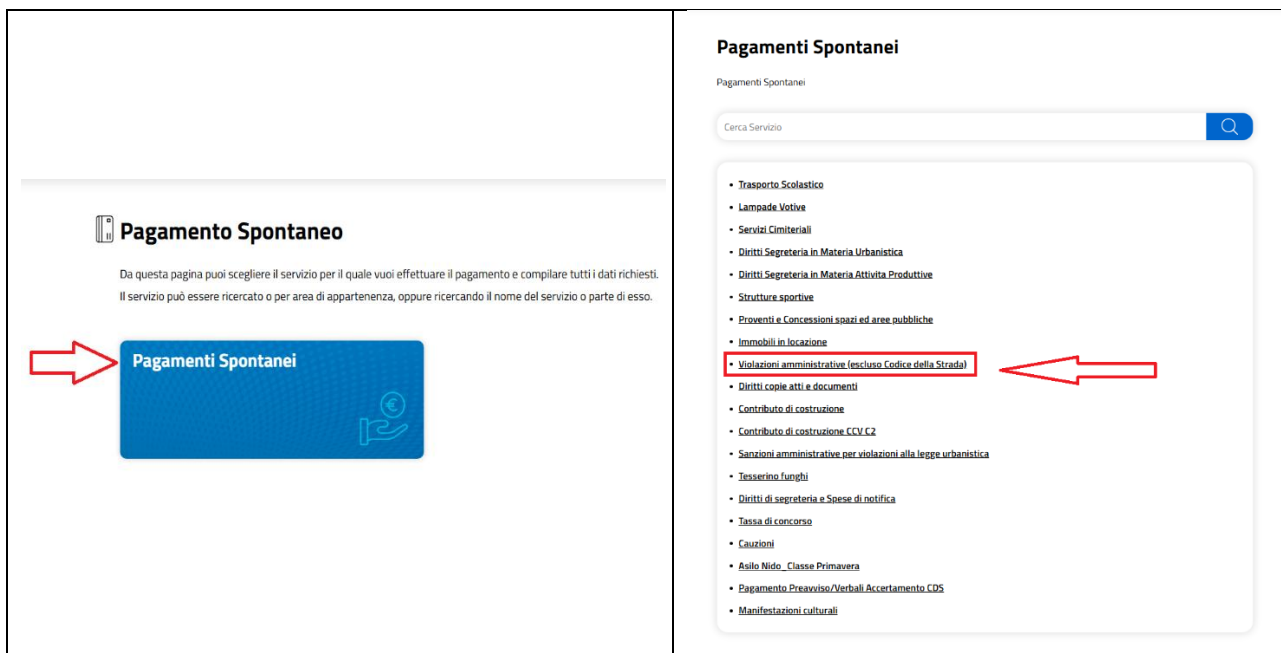 Pagamento Spontaneo
Da questa pagina puoi scegliere il servizio per il quale vuoi effettuare il pagamento e compilare tutti i dati richiesti.
Il servizio può essere ricercato o per area di appartenenza, oppure ricercando il nome del servizio o parte di esso.
Pagamenti Spontanei
€
Pagamenti Spontanei
Pagamenti Spontanei
Cerca Servizio
• Trasporto Scolastico
• Lampade Votive
• Servizi Cimiteriali
• Diritti Segreteria in Materia Urbanistica
• Diritti Segreteria in Materia Attivita Produttive
• Strutture sportive
• Proventi e Concessioni spazi ed aree pubbliche
• Immobili in locazione
• Violazioni amministrative (escluso Codice della Strada)
• Diritti copie atti e documenti
• Contributo di costruzione
• Contributo di costruzione CCV C2
• Sanzioni amministrative per violazioni alla legge urbanistica
• Tesserino funghi
• Diritti di segreteria e Spese di notifica
• Tassa di concorso
• Cauzioni
• Asilo Nido_Classe Primavera
• Pagamento Preavviso/Verbali Accertamento CDS
• Manifestazioni culturali